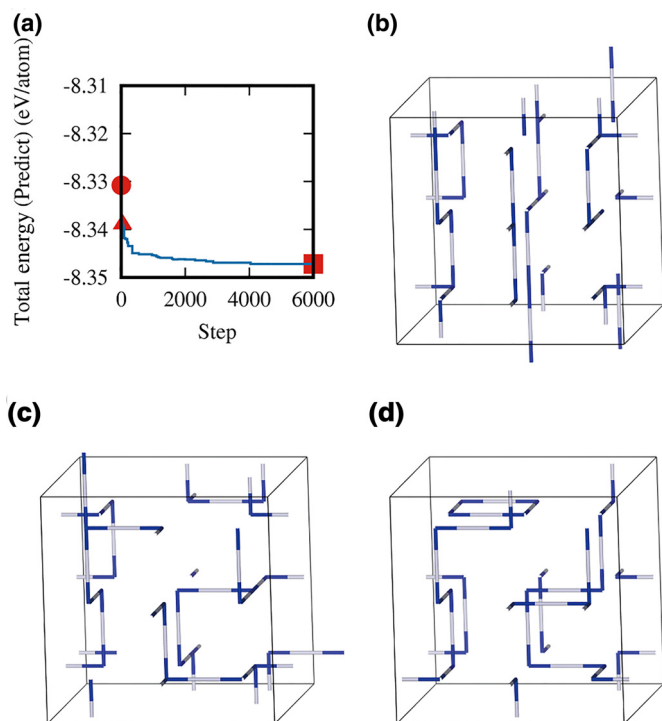 (a)
Total energy (Predict) (eV/atom)
-8.31
-8.32
-8.33
-8.34
-8.35
0
2000
4000
6000
Step
(b)
(c)
(d)